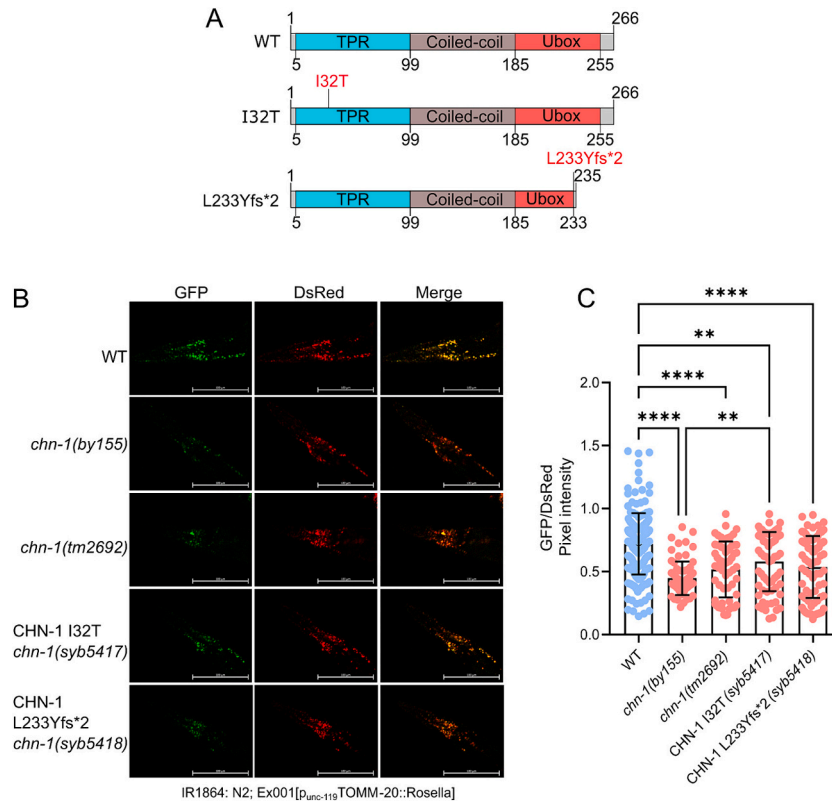 A
1 266
WT TPR Coiled-coil Ubox
5 99 185 255
I32T
1 266
I32T TPR Coiled-coil Ubox
5 99 185 255
L233Yfs*2
1 235
L233Yfs*2 TPR Coiled-coil Ubox
5 99 185 233
B
GFP DsRed Merge
WT
chn-1(by155)
chn-1(tm2692)
CHN-1 I32T
chn-1(syb5417)
CHN-1
L233Yfs*2
chn-1(syb5418)
IR1864: N2; Ex001[punc-119TOMM-20::Rosella]
C
****
**
****
**** **
2.0
1.5
1.0
0.5
0.0
GFP/DsRed
Pixel intensity
WT
chn-1(by155)
chn-1(tm2692)
CHN-1 I32T (syb5417)
CHN-1 L233Yfs*2 (syb5418)